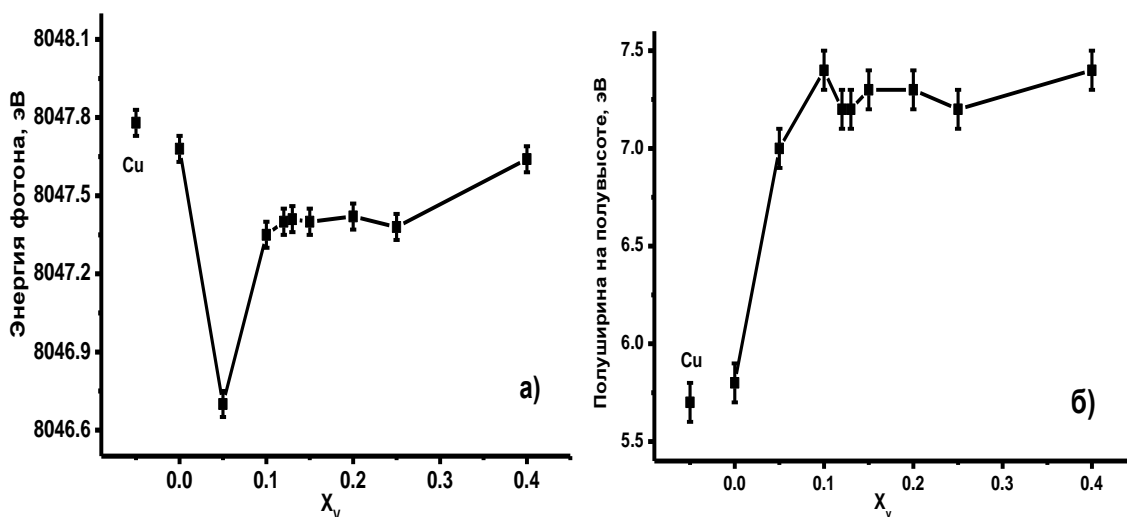 Энергия фотона, эВ
8048.1
8047.8
8047.5
8047.2
8046.9
8046.6
Cu
а)
0.0 0.1 0.2 0.3 0.4
Xv
Полуширина на полувысоте, эВ
7.5
7.0
6.5
6.0
5.5
Cu
б)
0.0 0.1 0.2 0.3 0.4
Xv